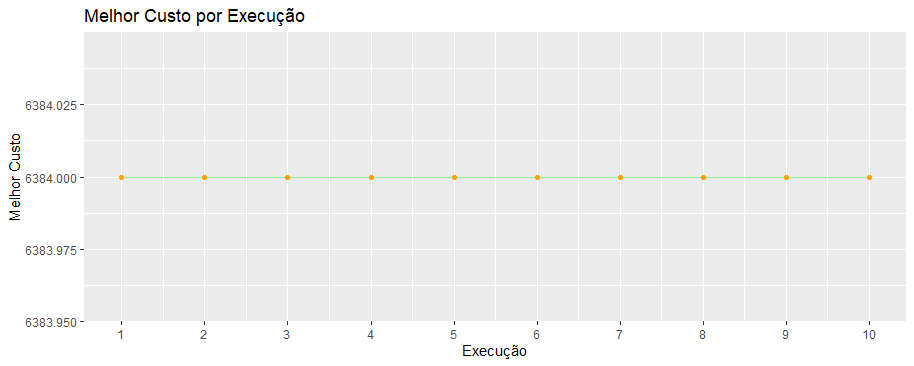 Melhor Custo por Execução
Melhor Custo
6384.025
6384.000
6383.975
6383.950
1 2 3 4 5 6 7 8 9 10
Execução